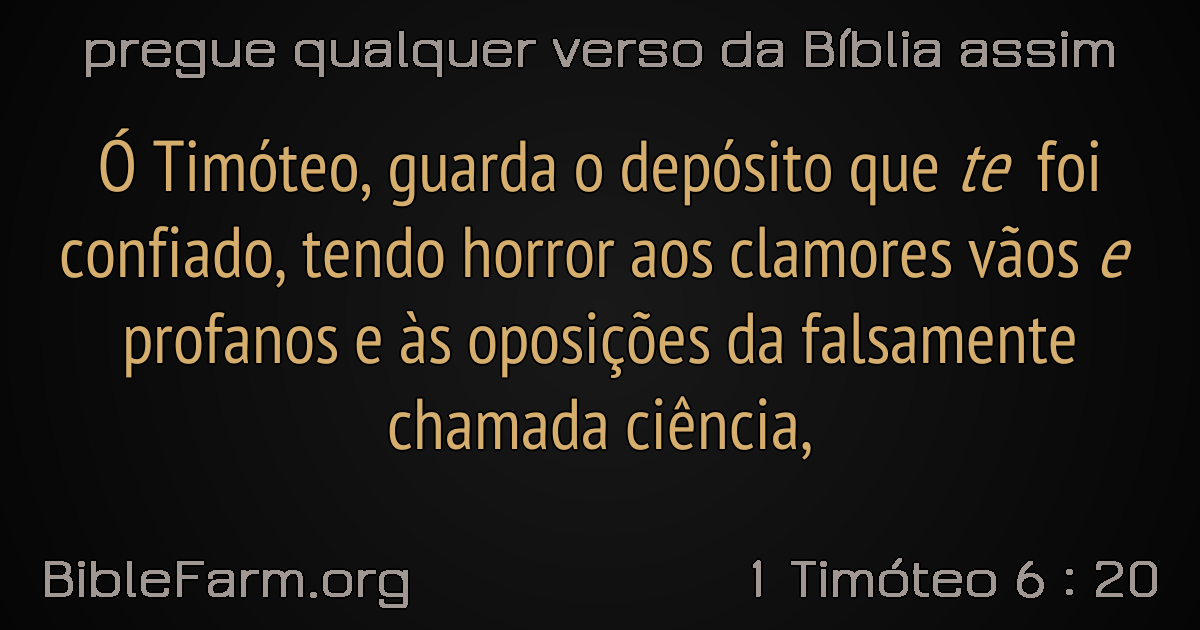 pregue qualquer verso da Bíblia assim
Ó Timóteo, guarda o depósito que te foi
confiado, tendo horror aos clamores vãos e
profanos e às oposições da falsamente
chamada ciência,
BibleFarm.org
1 Timóteo 6 : 20